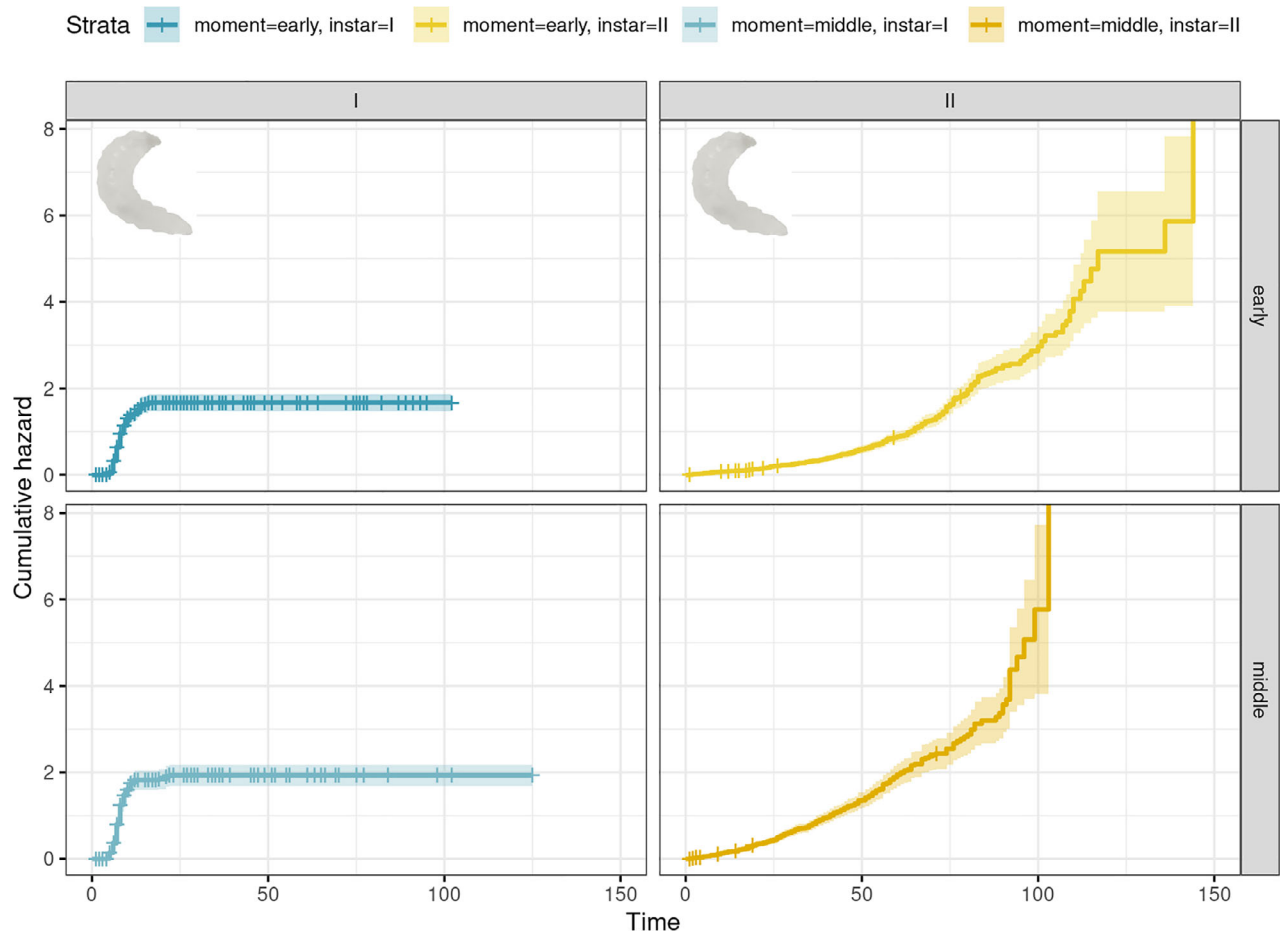 Strata moment=early, instar=I moment=early, instar=II moment=middle, instar=I moment=middle, instar=II
I II
8
6
4
2
0
early
8
6
4
2
0
middle
Cumulative hazard
0 50 100 150 0 50 100 150
Time